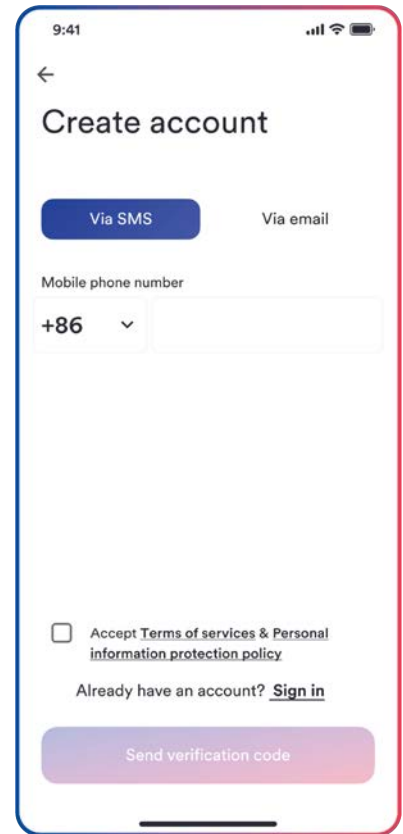 9:41
Create account
Via SMS
Via email
Mobile phone number
+86
Accept Terms of services & Personal
information protection policy
Already have an account? Sign in
Send verification code